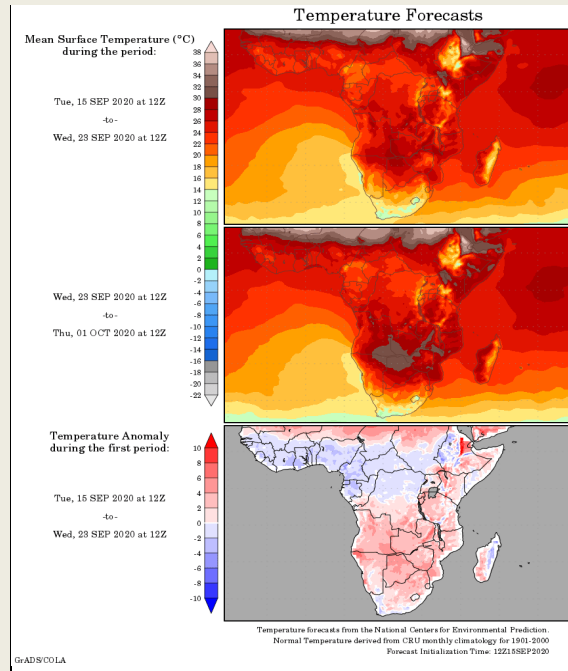 Temperature Forecasts
Mean Surface Temperature (°C)
during the period:
Tue, 15 SEP 2020 at 12Z
-to-
Wed, 23 SEP 2020 at 12Z
38
36
34
32
30
28
26
24
22
20
18
16
14
12
10
8
6
4
2
0
-2
-4
-6
-8
-10
-12
-14
-16
-18
-20
-22
Wed, 23 SEP 2020 at 12Z
-to-
Thu, 01 OCT 2020 at 12Z
Temperature Anomaly
during the first period:
Tue, 15 SEP 2020 at 12Z
-to-
Wed, 23 SEP 2020 at 12Z
10
8
6
4
2
0
-2
-4
-6
-8
-10
Temperature forecasts from the National Centers for Environmental Prediction.
Normal Temperature derived from CRU monthly climatology for 1901-2000
Forecast Initialization Time: 12Z15SEP2020
GrADS/COLA